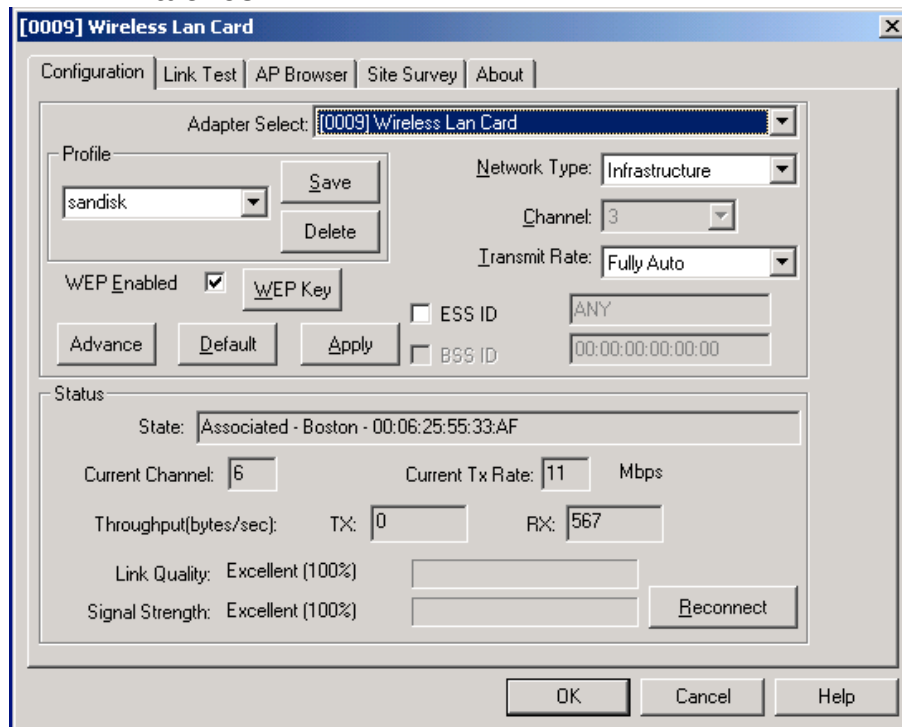 [0009] Wireless Lan Card
Configuration Link Test AP Browser Site Survey About
Adapter Select: [0009] Wireless Lan Card
Profile
sandisk
Save
Delete
Network Type: Infrastructure
Channel: 3
Transmit Rate: Fully Auto
WEP Enabled WEP Key
ESS ID ANY
Advance Default Apply
BSS ID 00:00:00:00:00:00
Status
State: Associated - Boston - 00:06:25:55:33:AF
Current Channel: 6 Current Tx Rate: 11 Mbps
Throughput(bytes/sec): TX: 0 RX: 567
Link Quality: Excellent (100%)
Signal Strength: Excellent (100%)
Reconnect
OK Cancel Help